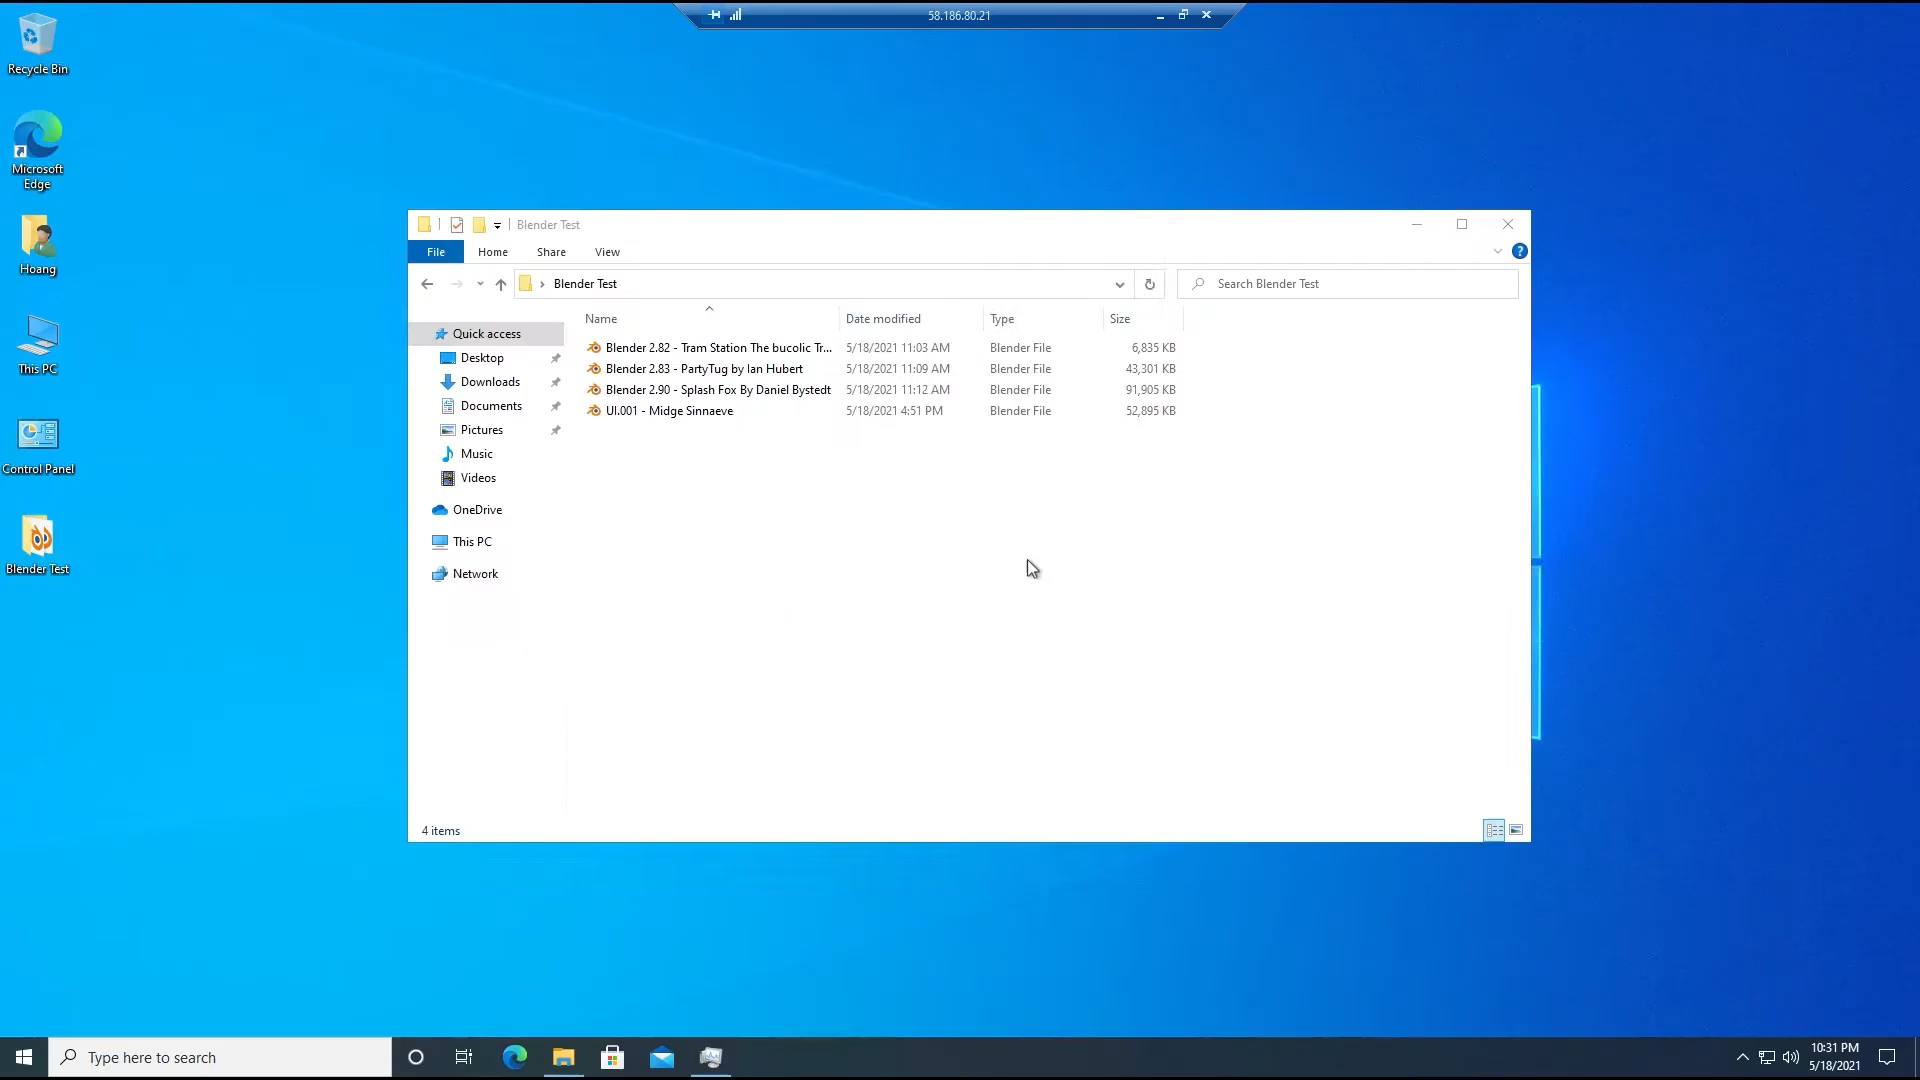 58.186.80.21
Recycle Bin
Microsoft
Edge
Hoang
This PC
Control Panel
Blender Test
Blender Test
File Home Share View
Blender Test
Search Blender Test
Name Date modified Type Size
Quick access
Desktop
Downloads
Documents
Pictures
Music
Videos
OneDrive
This PC
Network
Blender 2.82 - Tram Station The bucolic Tr... 5/18/2021 11:03 AM Blender File 6,835 KB
Blender 2.83 - PartyTug by Ian Hubert 5/18/2021 11:09 AM Blender File 43,301 KB
Blender 2.90 - Splash Fox By Daniel Bystedt 5/18/2021 11:12 AM Blender File 91,905 KB
UI.001 - Midge Sinnaeve 5/18/2021 4:51 PM Blender File 52,895 KB
4 items
Type here to search
10:31 PM
5/18/2021